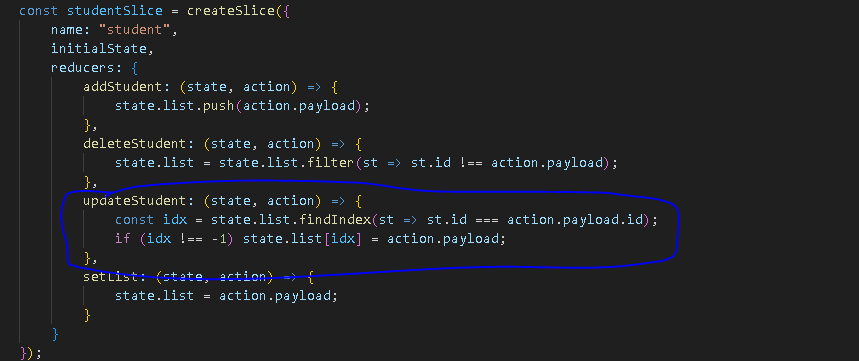 const studentSlice = createSlice({
    name: "student",
    initialState,
    reducers: {
        addStudent: (state, action) => {
            state.list.push(action.payload);
        },
        deleteStudent: (state, action) => {
            state.list = state.list.filter(st => st.id !== action.payload);
        },
        updateStudent: (state, action) => {
            const idx = state.list.findIndex(st => st.id === action.payload.id);
            if (idx !== -1) state.list[idx] = action.payload;
        },
        setList: (state, action) => {
            state.list = action.payload;
        }
    }
});